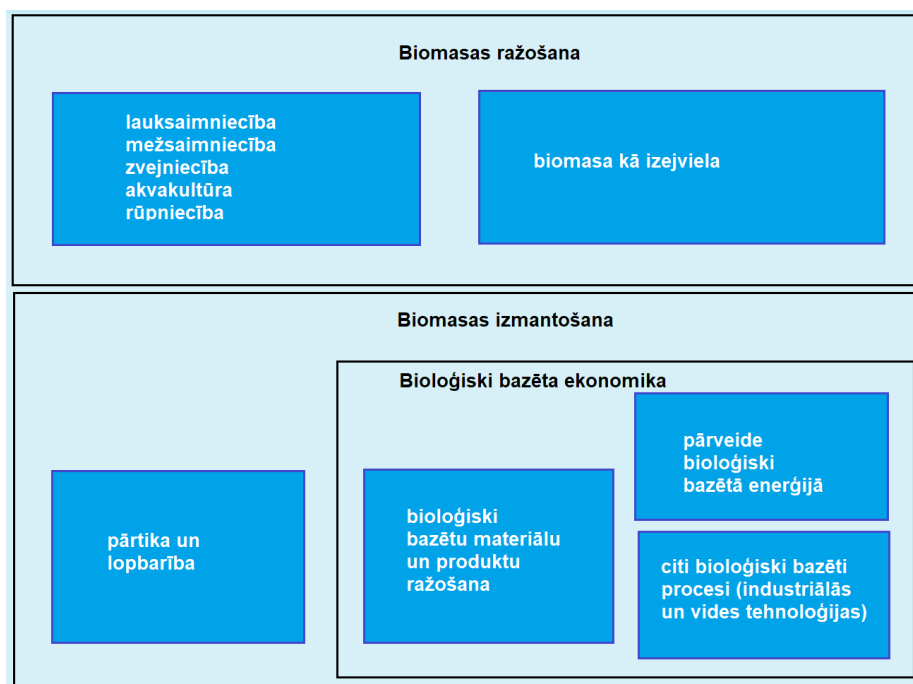 Biomasas ražošana
lauksaimniecība
mežsaimniecība
zvejniecība
akvakultūra
rūpniecība
biomasa kā izejviela
Biomasas izmantošana
Bioloģiski bazēta ekonomika
pārtika un
lopbarība
bioloģiski
bazētu materiālu
un produktu
ražošana
pārveide
bioloģiski
bazētā enerģijā
citi bioloģiski bazēti
procesi (industriālās
un vides tehnoloģijas)